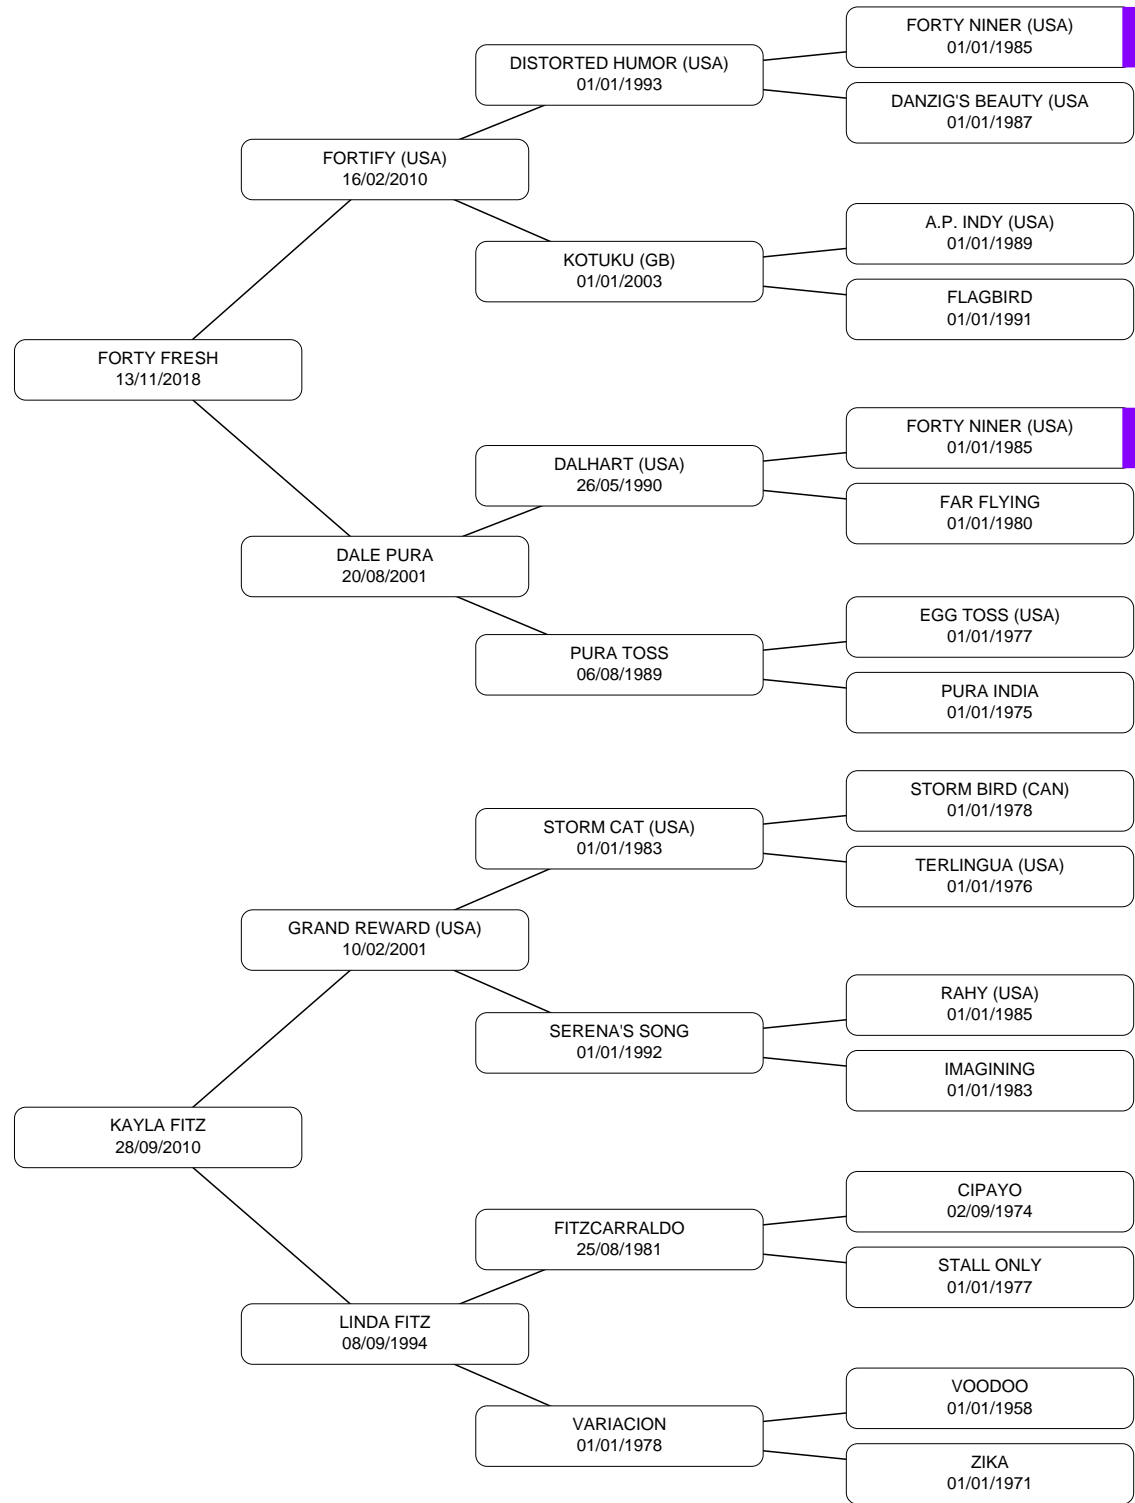 FORTY NINER (USA)
01/01/1985
DISTORTED HUMOR (USA)
01/01/1993
DANZIG'S BEAUTY (USA
01/01/1987
FORTIFY (USA)
16/02/2010
A.P. INDY (USA)
01/01/1989
KOTUKU (GB)
01/01/2003
FLAGBIRD
01/01/1991
FORTY FRESH
13/11/2018
FORTY NINER (USA)
01/01/1985
DALHART (USA)
26/05/1990
FAR FLYING
01/01/1980
DALE PURA
20/08/2001
EGG TOSS (USA)
01/01/1977
PURA TOSS
06/08/1989
PURA INDIA
01/01/1975
STORM BIRD (CAN)
01/01/1978
STORM CAT (USA)
01/01/1983
TERLINGUA (USA)
01/01/1976
GRAND REWARD (USA)
10/02/2001
RAHY (USA)
01/01/1985
SERENA'S SONG
01/01/1992
IMAGINING
01/01/1983
KAYLA FITZ
28/09/2010
CIPAYO
02/09/1974
FITZCARRALDO
25/08/1981
STALL ONLY
01/01/1977
LINDA FITZ
08/09/1994
VOODOO
01/01/1958
VARIACION
01/01/1978
ZIKA
01/01/1971